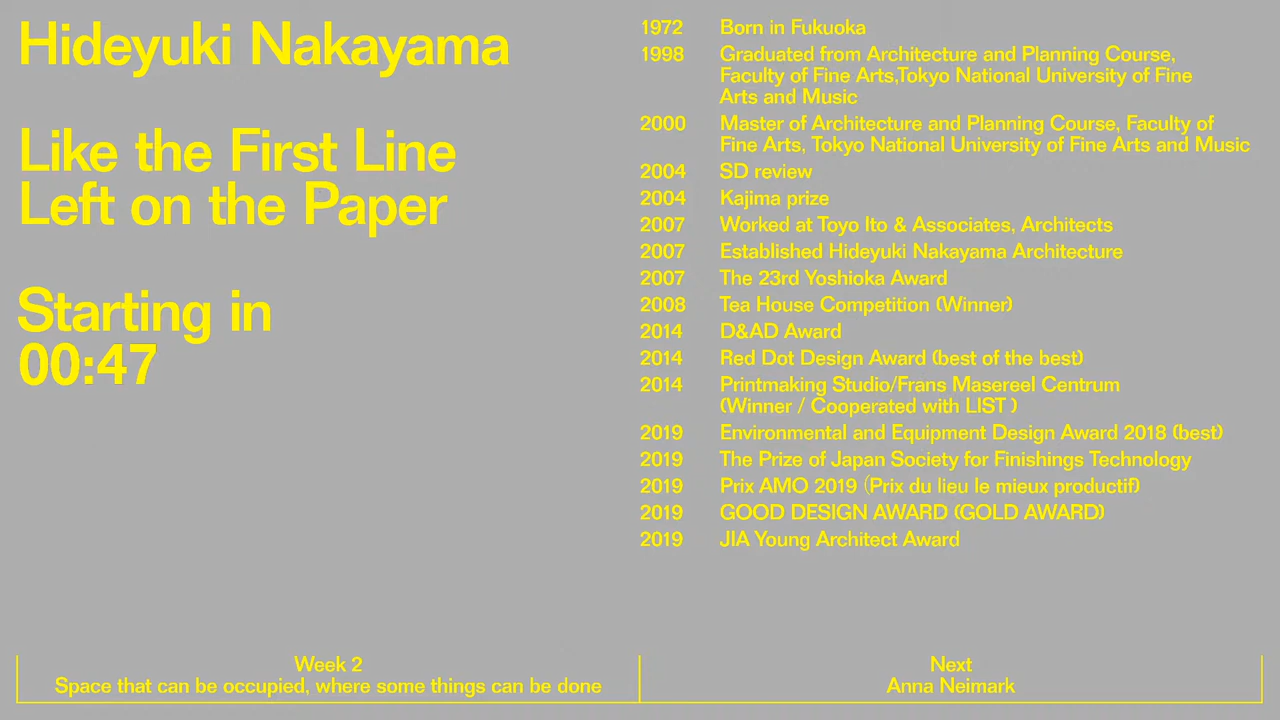 Hideyuki Nakayama
Like the First Line
Left on the Paper
Starting in
00:47
1972 Born in Fukuoka
1998 Graduated from Architecture and Planning Course,
Faculty of Fine Arts,Tokyo National University of Fine
Arts and Music
2000 Master of Architecture and Planning Course, Faculty of
Fine Arts, Tokyo National University of Fine Arts and Music
2004 SD review
2004 Kajima prize
2007 Worked at Toyo Ito & Associates, Architects
2007 Established Hideyuki Nakayama Architecture
2007 The 23rd Yoshioka Award
2008 Tea House Competition (Winner)
2014 D&AD Award
2014 Red Dot Design Award (best of the best)
2014 Printmaking Studio/Frans Masereel Centrum
(Winner / Cooperated with LIST )
2019 Environmental and Equipment Design Award 2018 (best)
2019 The Prize of Japan Society for Finishings Technology
2019 Prix AMO 2019 (Prix du lieu le mieux productif)
2019 GOOD DESIGN AWARD (GOLD AWARD)
2019 JIA Young Architect Award
Week 2
Space that can be occupied, where some things can be done
Next
Anna Neimark